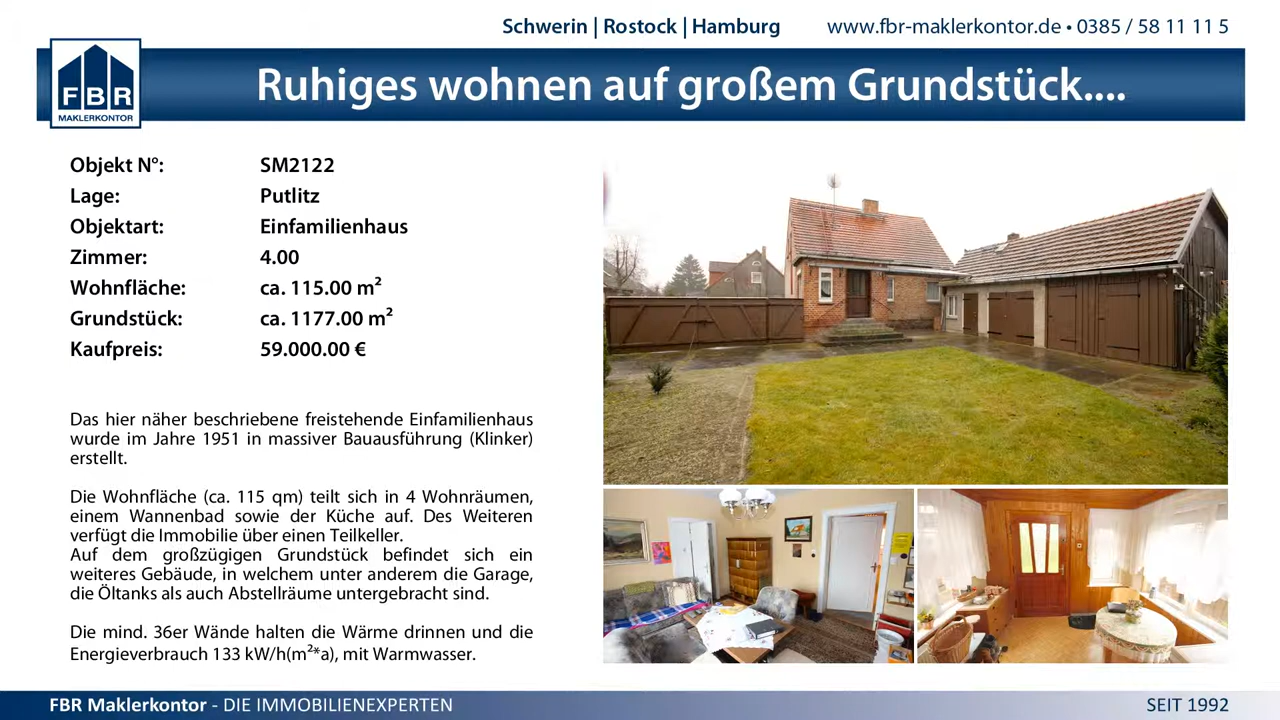 Schwerin | Rostock | Hamburg www.fbr-maklerkontor.de • 0385 / 58 11 11 5
FBR
MAKLERKONTOR
Ruhiges wohnen auf großem Grundstück....
Objekt N°: SM2122
Lage: Putlitz
Objektart: Einfamilienhaus
Zimmer: 4.00
Wohnfläche: ca. 115.00 m²
Grundstück: ca. 1177.00 m²
Kaufpreis: 59.000.00 €
Das hier näher beschriebene freistehende Einfamilienhaus
wurde im Jahre 1951 in massiver Bauausführung (Klinker)
erstellt.
Die Wohnfläche (ca. 115 qm) teilt sich in 4 Wohnräumen,
einem Wannenbad sowie der Küche auf. Des Weiteren
verfügt die Immobilie über einen Teilkeller.
Auf dem großzügigen Grundstück befindet sich ein
weiteres Gebäude, in welchem unter anderem die Garage,
die Öltanks als auch Abstellräume untergebracht sind.
Die mind. 36er Wände halten die Wärme drinnen und die
Energieverbrauch 133 kW/h(m²*a), mit Warmwasser.
FBR Maklerkontor - DIE IMMOBILIENEXPERTEN SEIT 1992